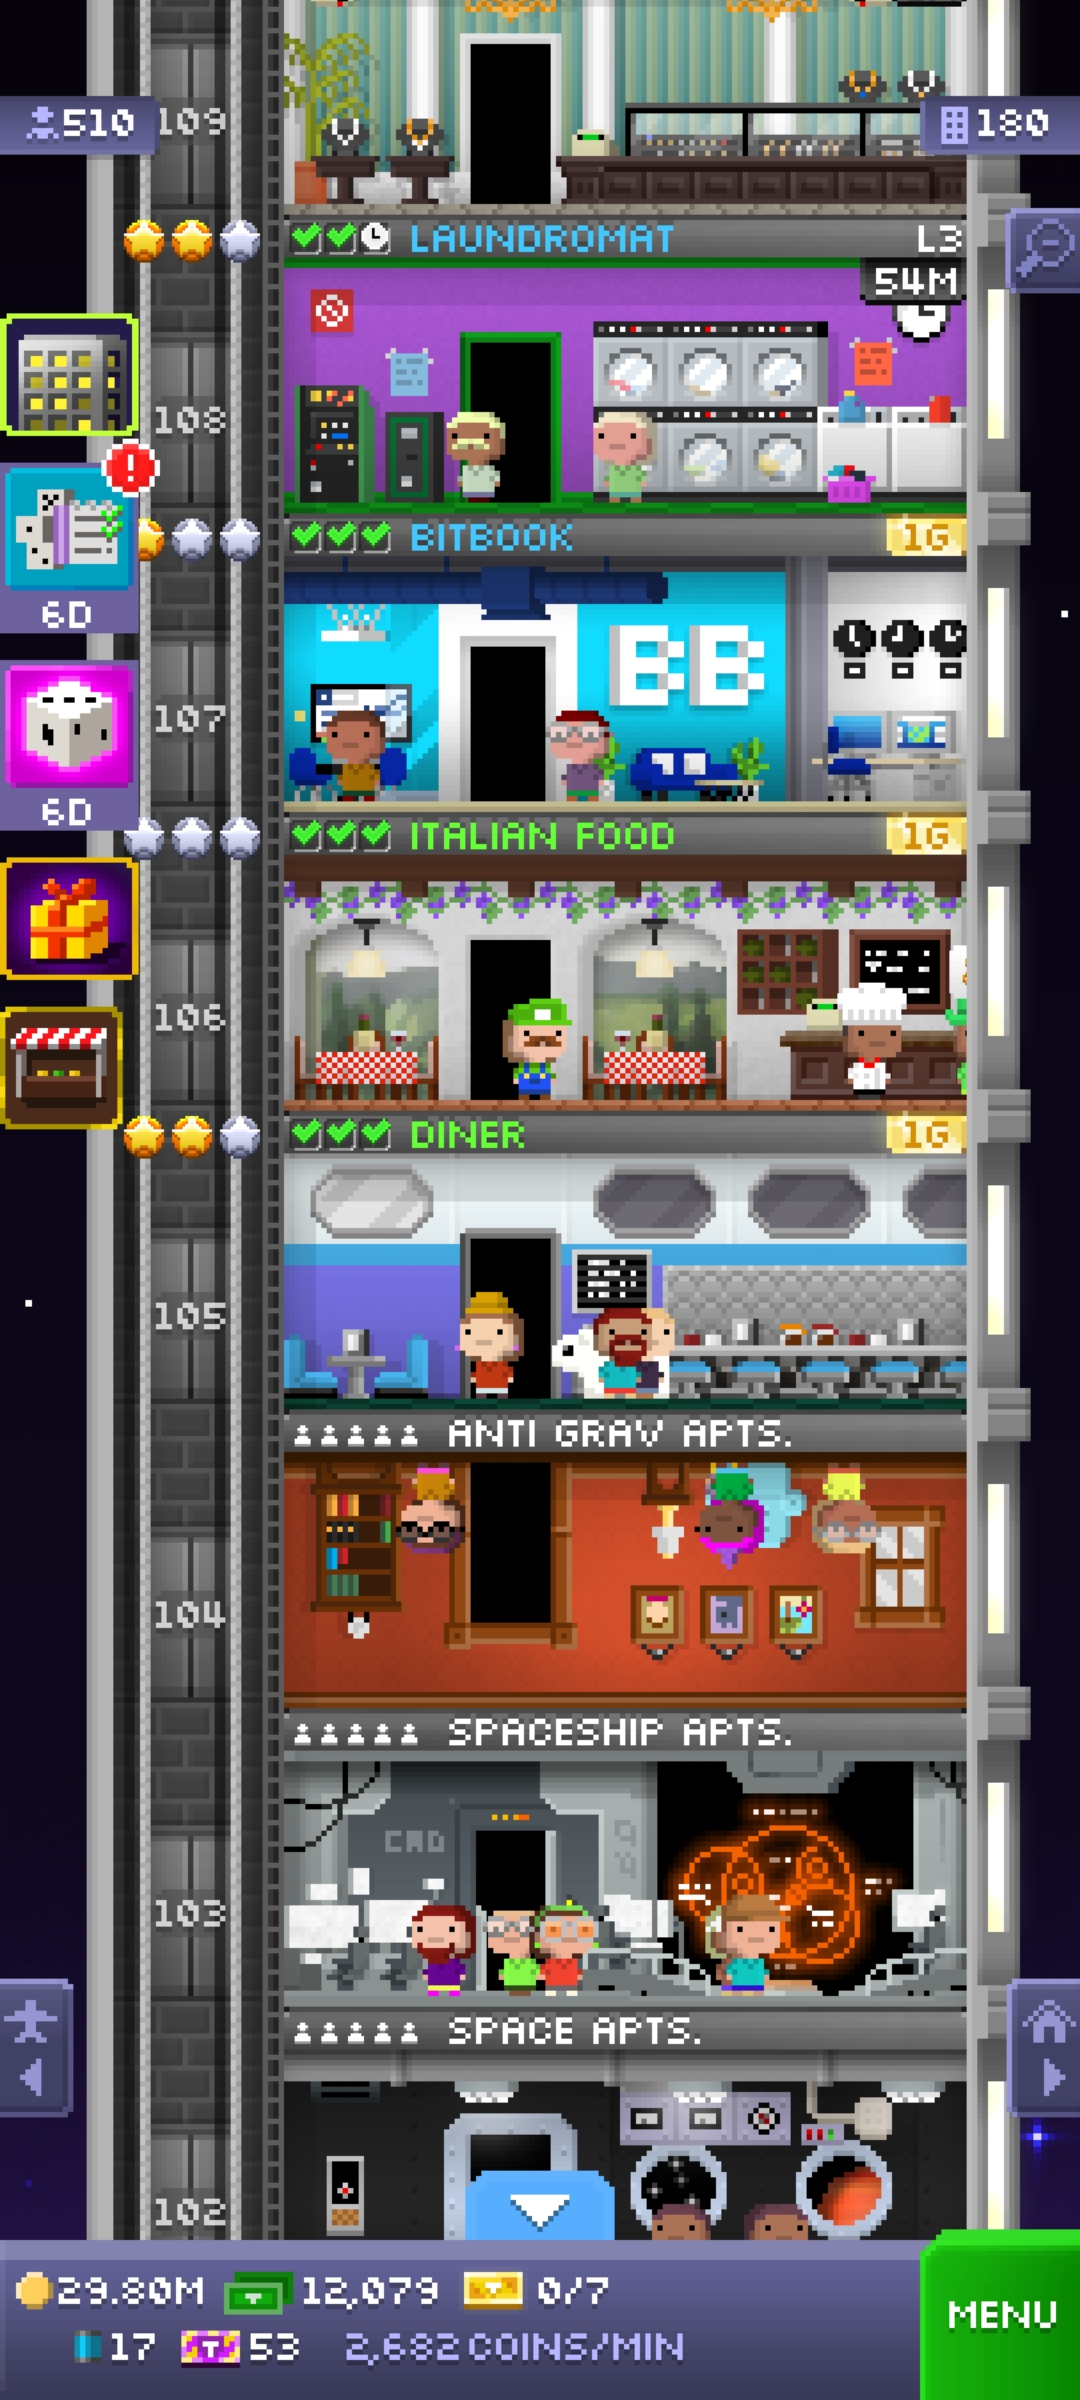 510
109
180
LAUNDROMAT L3
54M
108
BITBOOK 1G
6D
BB
107
6D
ITALIAN FOOD 1G
106
DINER 1G
105
ANTI GRAV APTS.
104
SPACESHIP APTS.
CMD
103
SPACE APTS.
102
29.80M 12,079 0/7
17 53 2,682 COINS/MIN
MENU